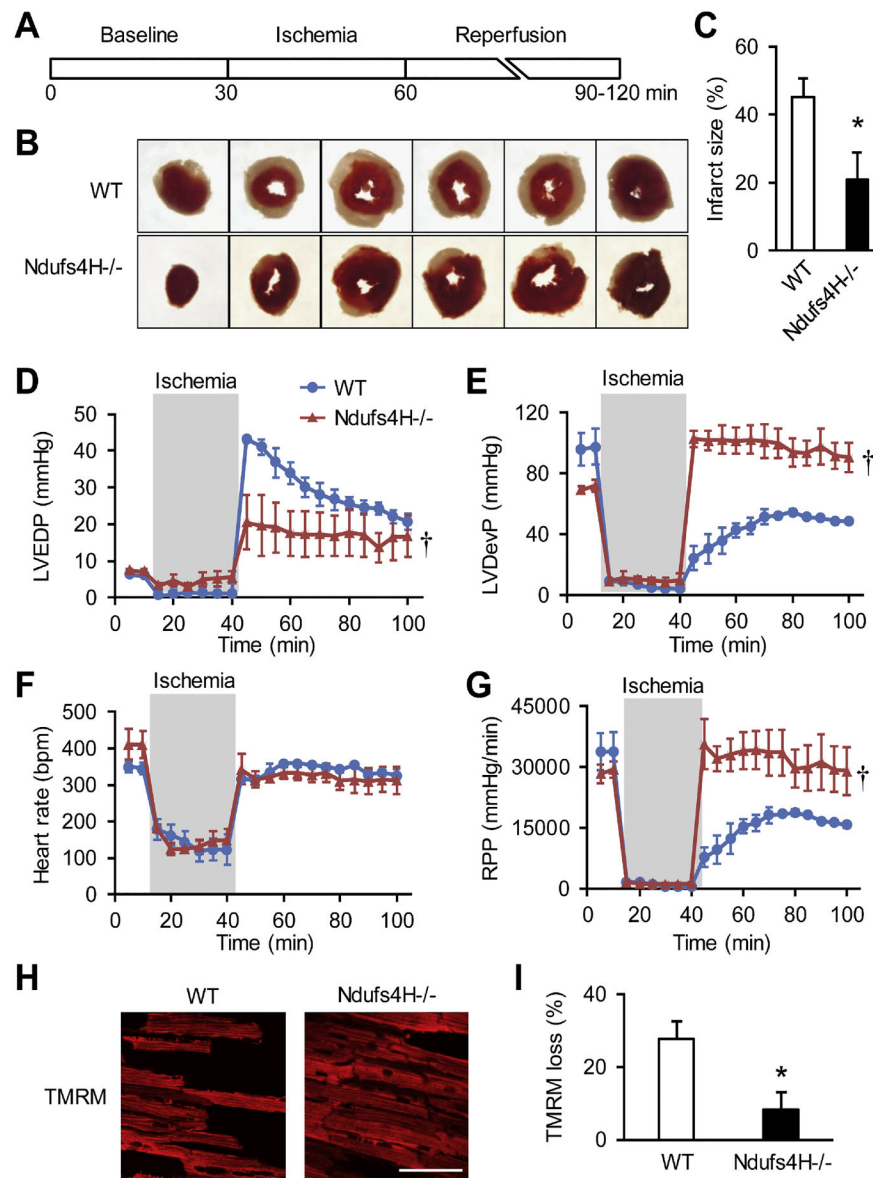 A
Baseline
Ischemia
Reperfusion
0
30
60
90-120 min
B
WT
Ndufs4H-/-
C
Infarct size (%)
60
40
20
0
*
WT
Ndufs4H-/-
D
Ischemia
WT
Ndufs4H-/-
LVEDP (mmHg)
50
40
30
20
10
0
†
0 20 40 60 80 100
Time (min)
E
Ischemia
LVDevP (mmHg)
120
80
40
0
†
0 20 40 60 80 100
Time (min)
F
Ischemia
Heart rate (bpm)
500
400
300
200
100
0
0 20 40 60 80 100
Time (min)
G
Ischemia
RPP (mmHg/min)
45000
30000
15000
0
†
0 20 40 60 80 100
Time (min)
H
WT
Ndufs4H-/-
TMRM
I
TMRM loss (%)
40
20
0
*
WT
Ndufs4H-/-